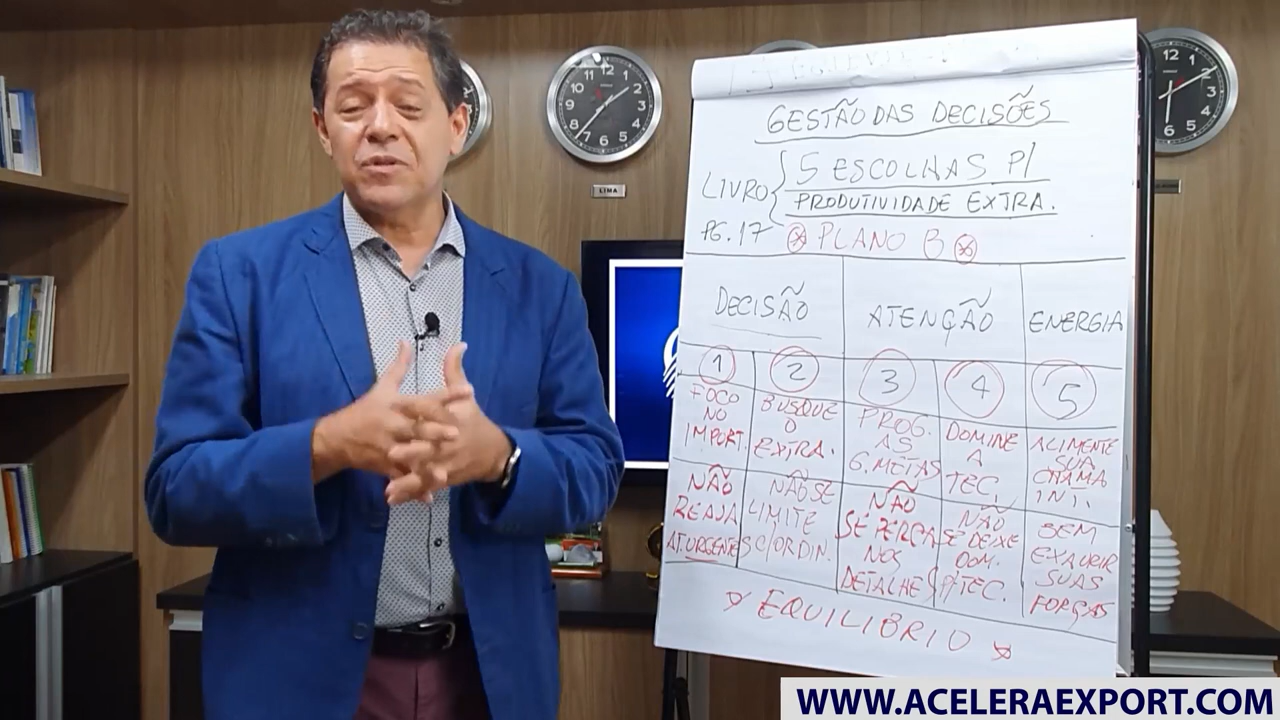 GESTÃO DAS DECISÕES
LIVRO
PG. 17
5 ESCOLHAS P/
PRODUTIVIDADE EXTRA.
PLANO B
DECISÃO
ATENÇÃO
ENERGIA
1
2
3
4
5
FOCO
NO
IMPORT.
BUSQUE
O
EXTRA.
PROG.
AS
G. METAS
DOMINE
A
TEC.
ALIMENTE
SUA
CHAMA
INT.
NÃO
REAJA
AT. URGENTE
NÃO SE
LIMITE
C/ORDIN.
NÃO
SE PERCA
NOS
DETALHES
NÃO
SE DEIXE
DOM.
P/TEC.
SEM
EXAURIR
SUAS
FORÇAS
EQUILIBRIO
LIMA
WWW.ACELERAEXPORT.COM